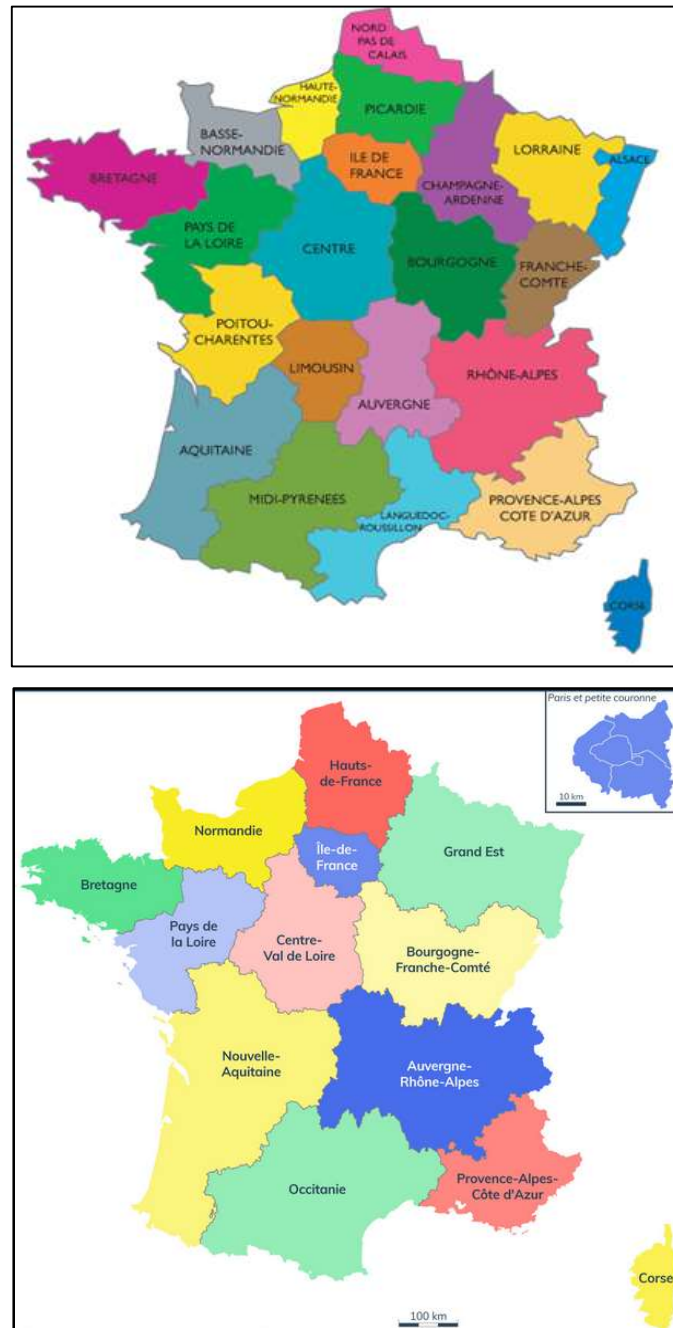 NORD
PAS DE
CALAIS
HAUTE-
NORMANDIE
PICARDIE
BASSE-
NORMANDIE
ILE DE
FRANCE
LORRAINE
ALSACE
BRETAGNE
CHAMPAGNE-
ARDENNE
PAYS DE
LA LOIRE
CENTRE
BOURGOGNE
FRANCHE-
COMTE
POITOU-
CHARENTES
LIMOUSIN
AUVERGNE
RHÔNE-ALPES
AQUITAINE
MIDI-PYRENEES
LANGUEDOC-
ROUSSILLON
PROVENCE-ALPES
COTE D'AZUR
CORSE
Paris et petite couronne
10 km
Hauts-
de-France
Normandie
Île-de-
France
Grand Est
Bretagne
Pays de
la Loire
Centre-
Val de Loire
Bourgogne-
Franche-Comté
Nouvelle-
Aquitaine
Auvergne-
Rhône-Alpes
Occitanie
Provence-Alpes-
Côte d'Azur
Corse
100 km